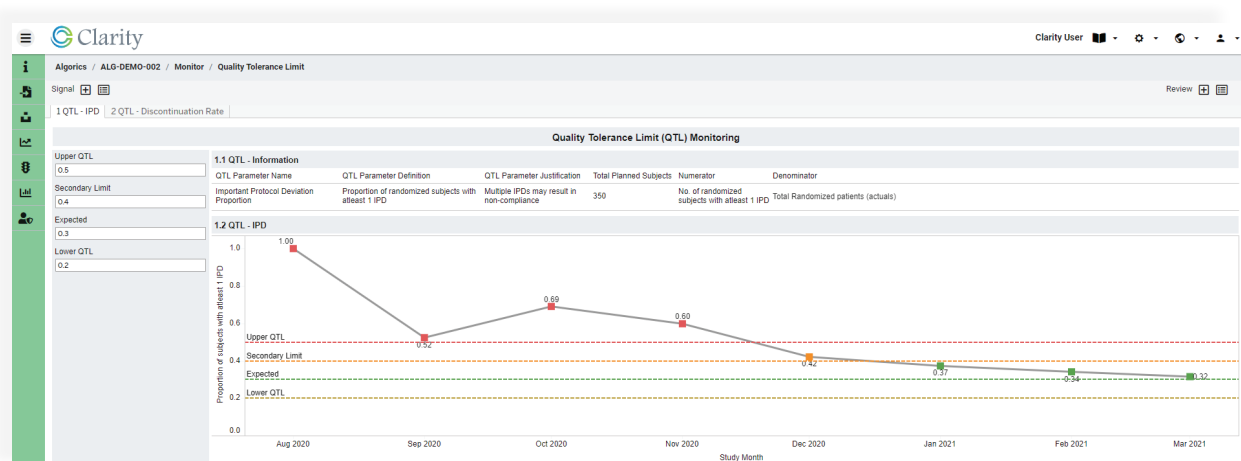 Clarity
Clarity User
Algorics / ALG-DEMO-002 / Monitor / Quality Tolerance Limit
Signal
Review
1 QTL - IPD
2 QTL - Discontinuation Rate
Quality Tolerance Limit (QTL) Monitoring
Upper QTL
0.5
Secondary Limit
0.4
Expected
0.3
Lower QTL
0.2
1.1 QTL - Information
QTL Parameter Name
QTL Parameter Definition
QTL Parameter Justification
Total Planned Subjects
Numerator
Denominator
Important Protocol Deviation
Proportion
Proportion of randomized subjects with
atleast 1 IPD
Multiple IPDs may result in
non-compliance
350
No. of randomized
subjects with atleast 1 IPD
Total Randomized patients (actuals)
1.2 QTL - IPD
Proportion of subjects with atleast 1 IPD
1.0
0.8
0.6
0.4
0.2
0.0
1.00
0.52
0.69
0.60
0.42
0.37
0.34
0.32
Upper QTL
Secondary Limit
Expected
Lower QTL
Aug 2020
Sep 2020
Oct 2020
Nov 2020
Dec 2020
Jan 2021
Feb 2021
Mar 2021
Study Month